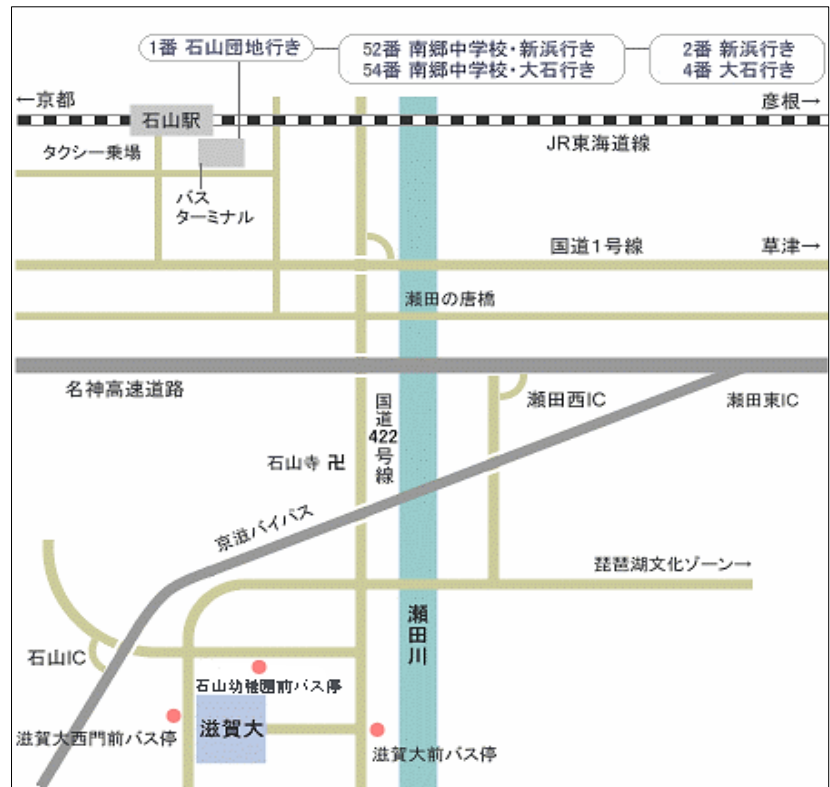 1番 石山団地行き
52番 南郷中学校・新浜行き
54番 南郷中学校・大石行き
2番 新浜行き
4番 大石行き
←京都
彦根→
石山駅
JR東海道線
タクシー乗場
バス
ターミナル
国道1号線
草津→
瀬田の唐橋
名神高速道路
瀬田西IC
瀬田東IC
国道422号線
石山寺 卍
京滋バイパス
琵琶湖文化ゾーン→
瀬田川
石山IC
石山幼稚園前バス停
滋賀大
滋賀大西門前バス停
滋賀大前バス停